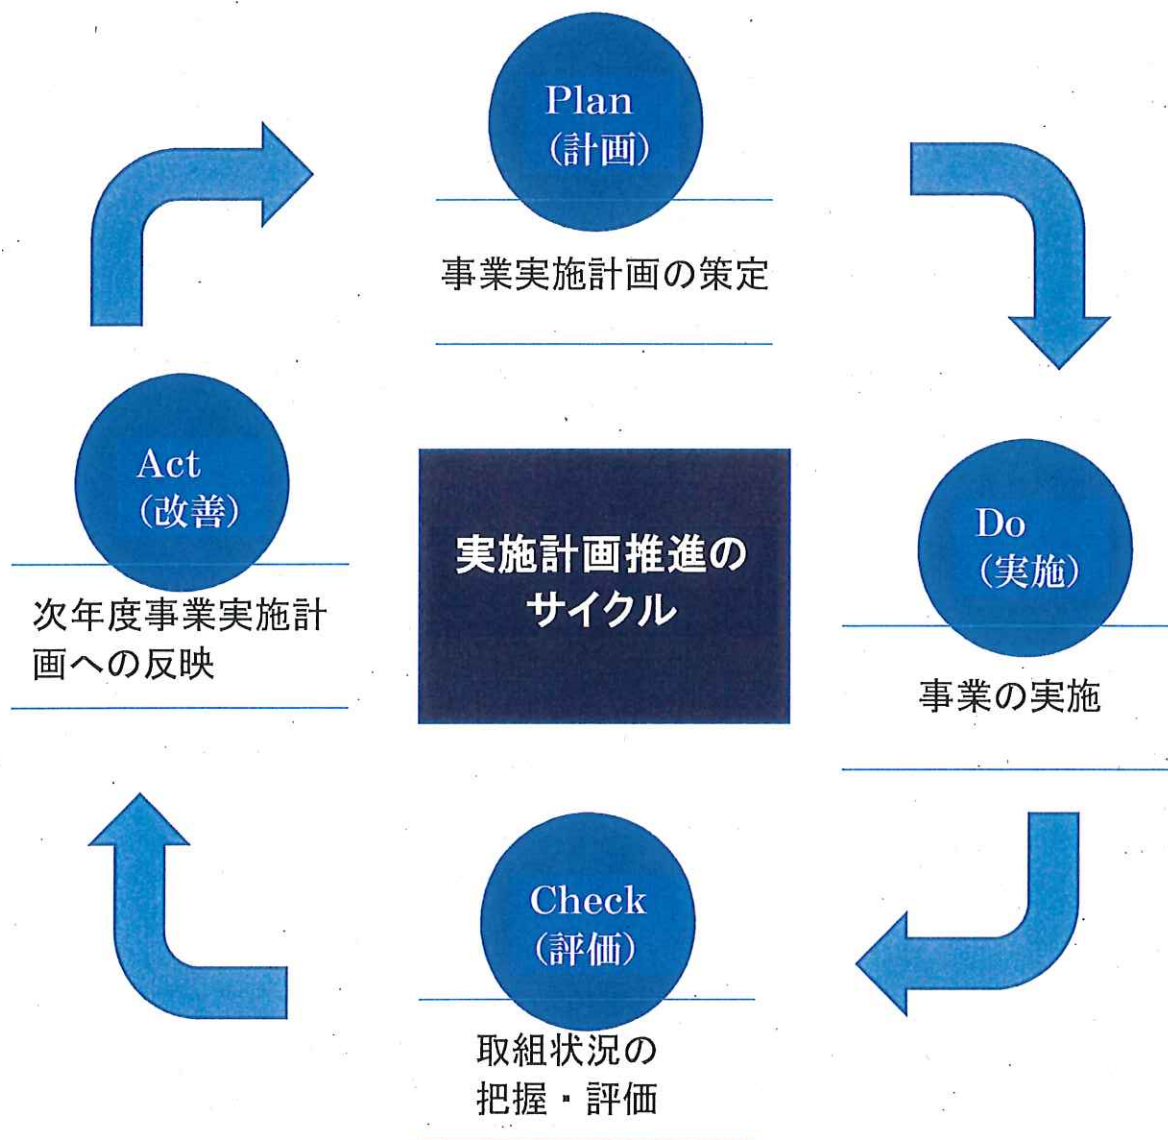 Plan
(計画)
事業実施計画の策定
Act
(改善)
次年度事業実施計
画への反映
実施計画推進の
サイクル
Do
(実施)
事業の実施
Check
(評価)
取組状況の
把握・評価